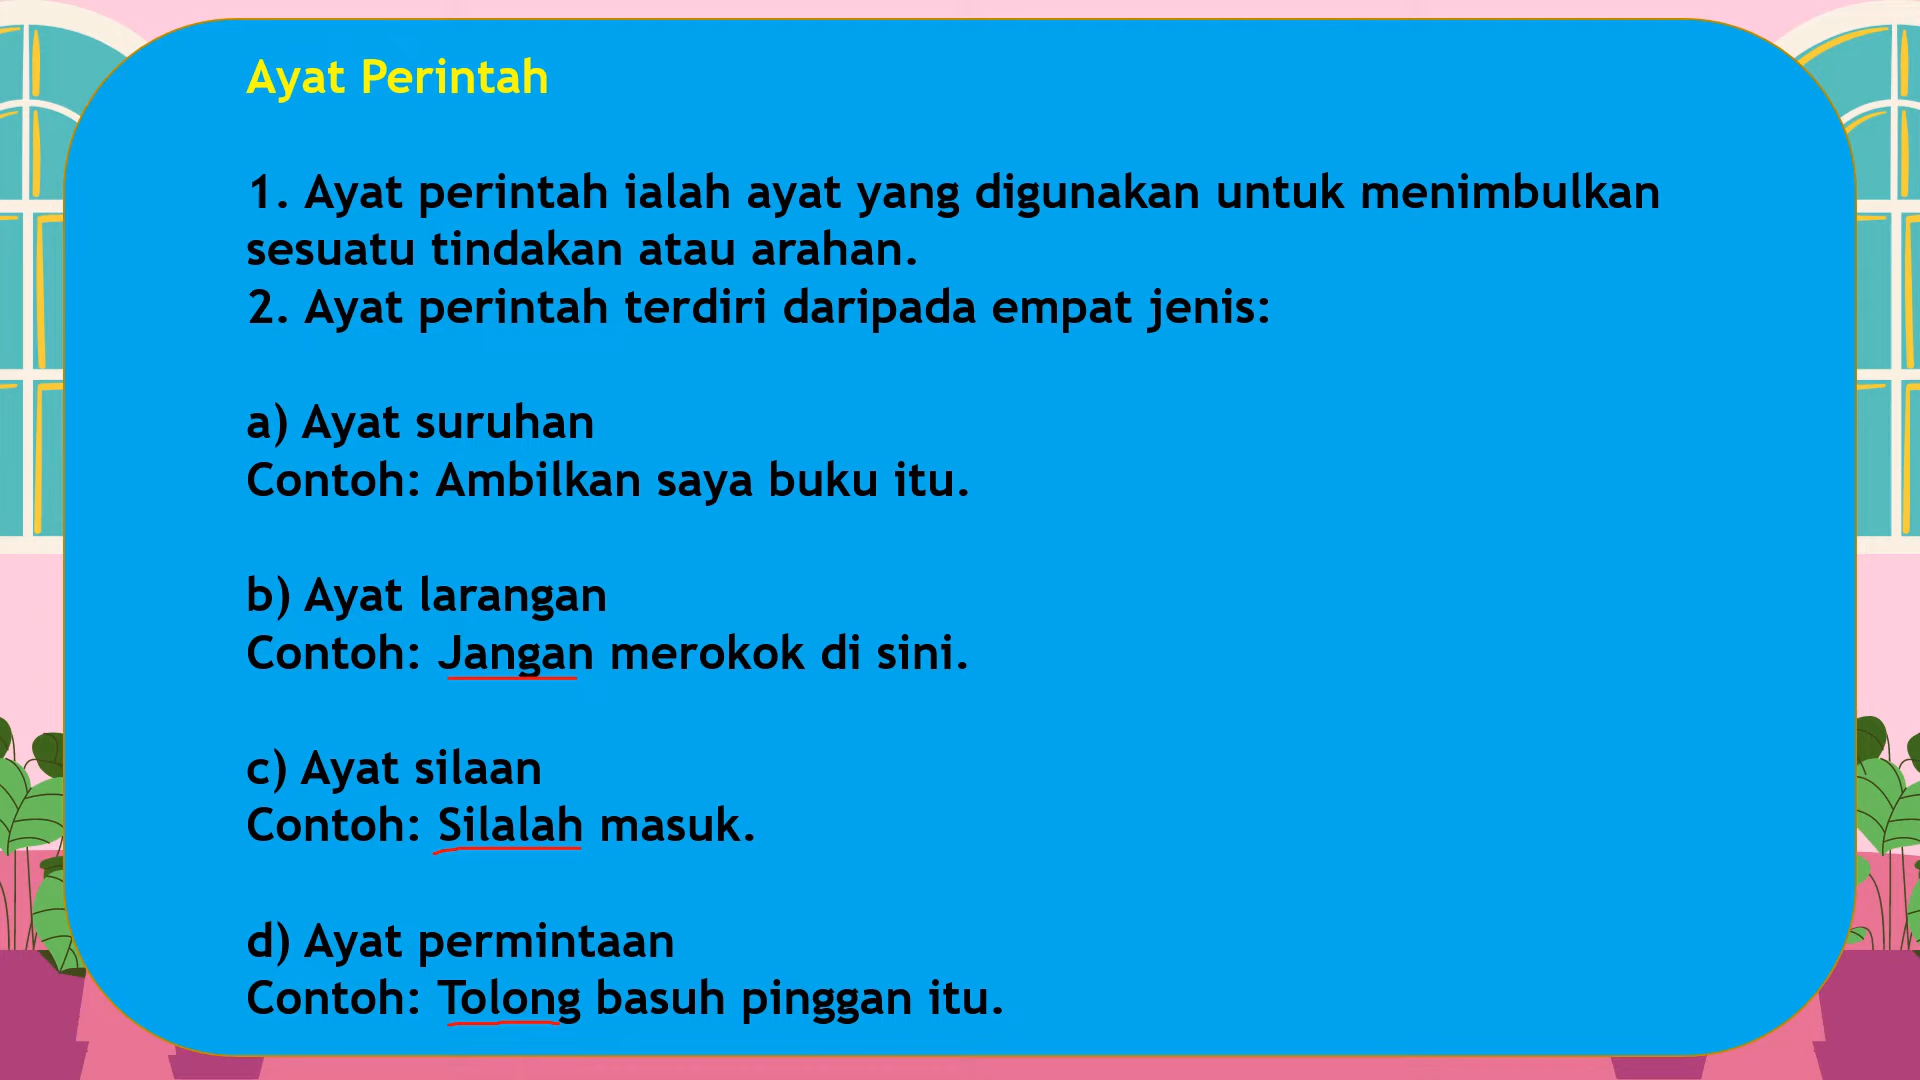 Ayat Perintah
1. Ayat perintah ialah ayat yang digunakan untuk menimbulkan
sesuatu tindakan atau arahan.
2. Ayat perintah terdiri daripada empat jenis:
a) Ayat suruhan
Contoh: Ambilkan saya buku itu.
b) Ayat larangan
Contoh: Jangan merokok di sini.
c) Ayat silaan
Contoh: Silalah masuk.
d) Ayat permintaan
Contoh: Tolong basuh pinggan itu.